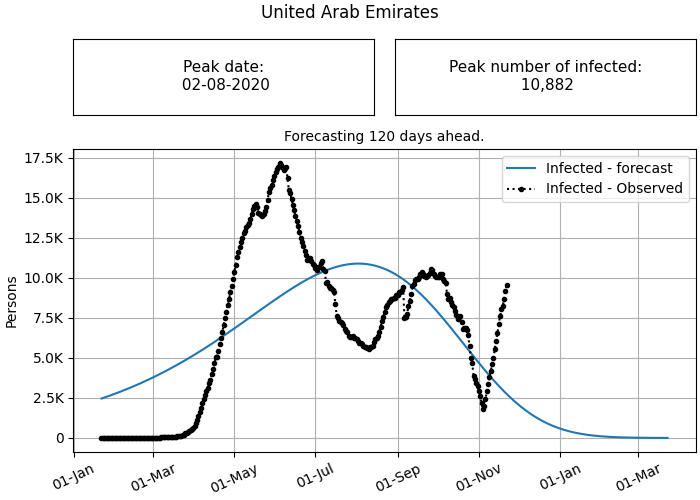 United Arab Emirates
Peak date:
02-08-2020
Peak number of infected:
10,882
Forecasting 120 days ahead.
Infected - forecast
Infected - Observed
Persons
17.5K
15.0K
12.5K
10.0K
7.5K
5.0K
2.5K
0
01-Jan
01-Mar
01-May
01-Jul
01-Sep
01-Nov
01-Jan
01-Mar